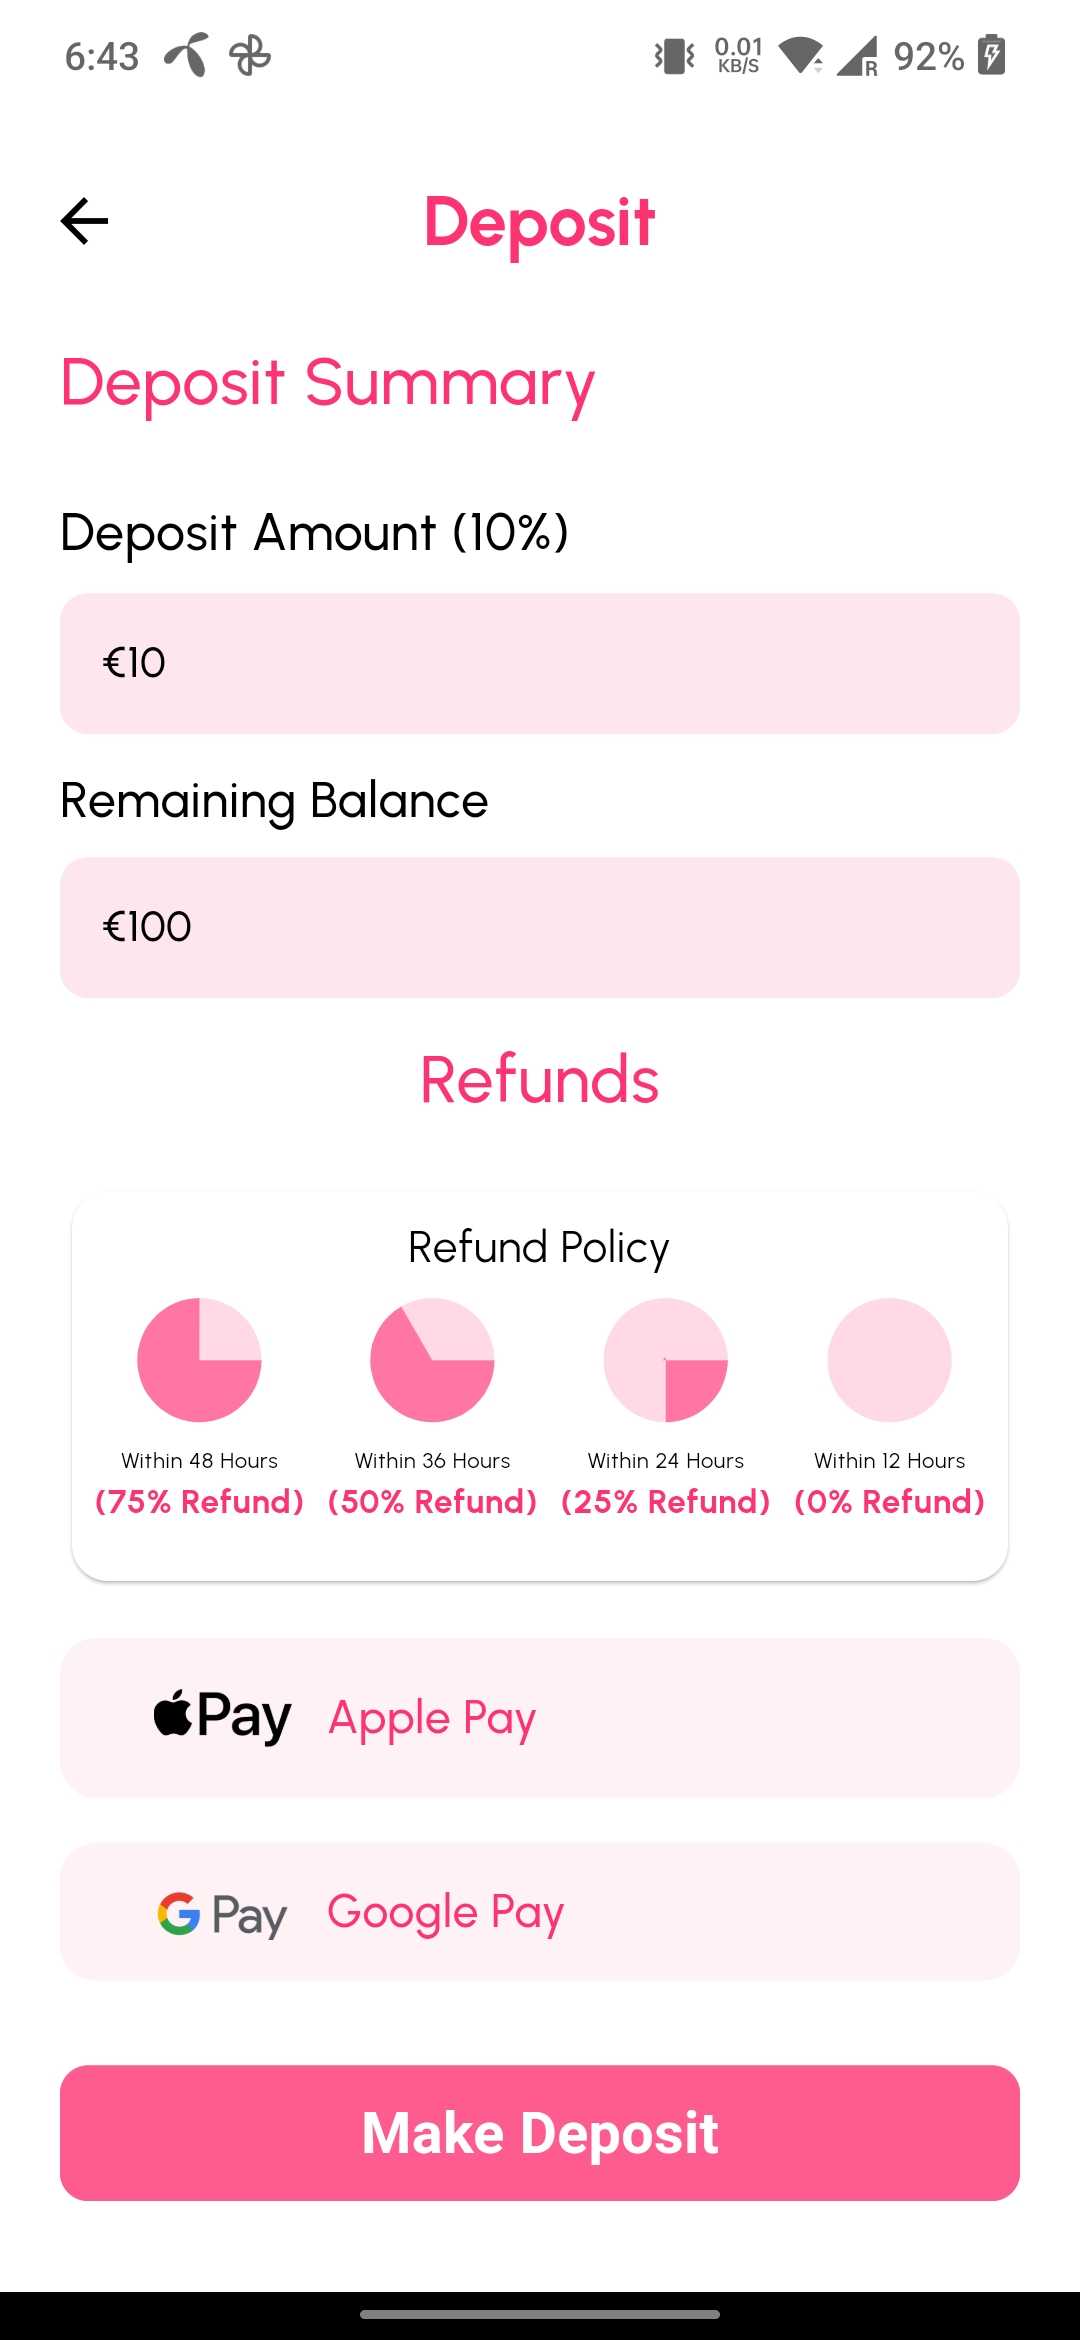 6:43
0.01
KB/S
R
92%
Deposit
Deposit Summary
Deposit Amount (10%)
€10
Remaining Balance
€100
Refunds
Refund Policy
Within 48 Hours
(75% Refund)
Within 36 Hours
(50% Refund)
Within 24 Hours
(25% Refund)
Within 12 Hours
(0% Refund)
Pay Apple Pay
G Pay Google Pay
Make Deposit